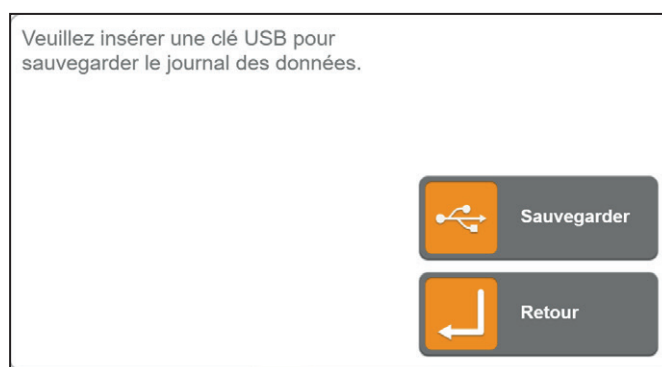 Veuillez insérer une clé USB pour
sauvegarder le journal des données.
Sauvegarder
Retour